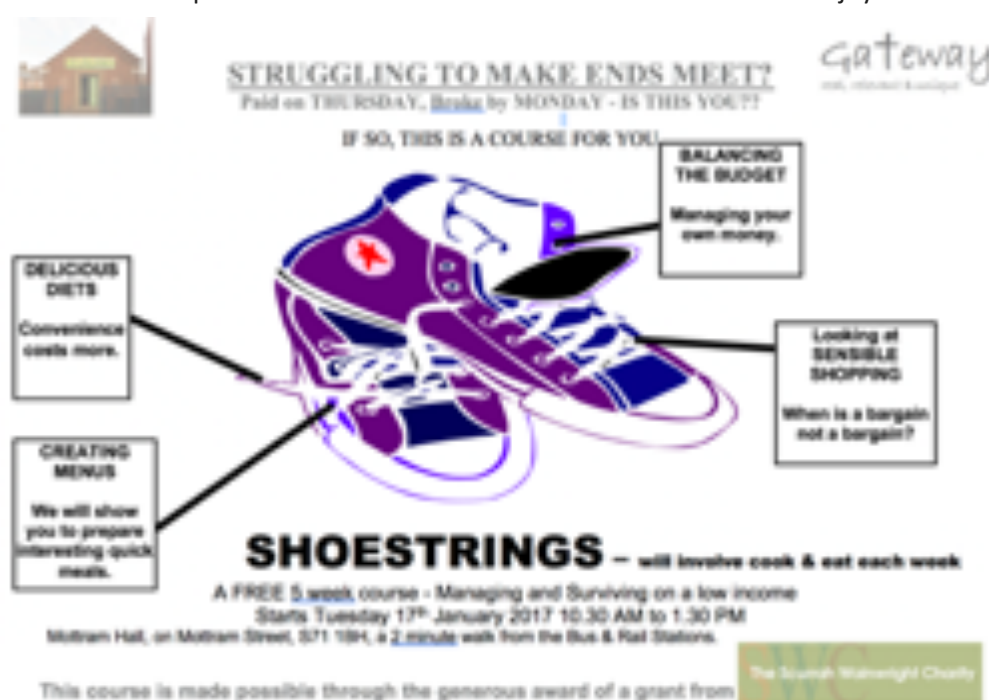 Gateway
STRUGGLING TO MAKE ENDS MEET?
Paid on THURSDAY, Broke by MONDAY - IS THIS YOU??
IF SO, THIS IS A COURSE FOR YOU
BALANCING
THE BUDGET
Managing your
own money.
DELICIOUS
DIETS
Convenience
costs more.
Looking at
SENSIBLE
SHOPPING
When is a bargain
not a bargain?
CREATING
MENUS
We will show
you to prepare
interesting quick
meals.
SHOESTRINGS – will involve cook & eat each week
A FREE 5 week course - Managing and Surviving on a low income
Starts Tuesday 17th January 2017 10.30 AM to 1.30 PM
Mottram Hall, on Mottram Street, S71 1BH, a 2 minute walk from the Bus & Rail Stations.
This course is made possible through the generous award of a grant from
SWC
The Scurrah Wainwright Charity